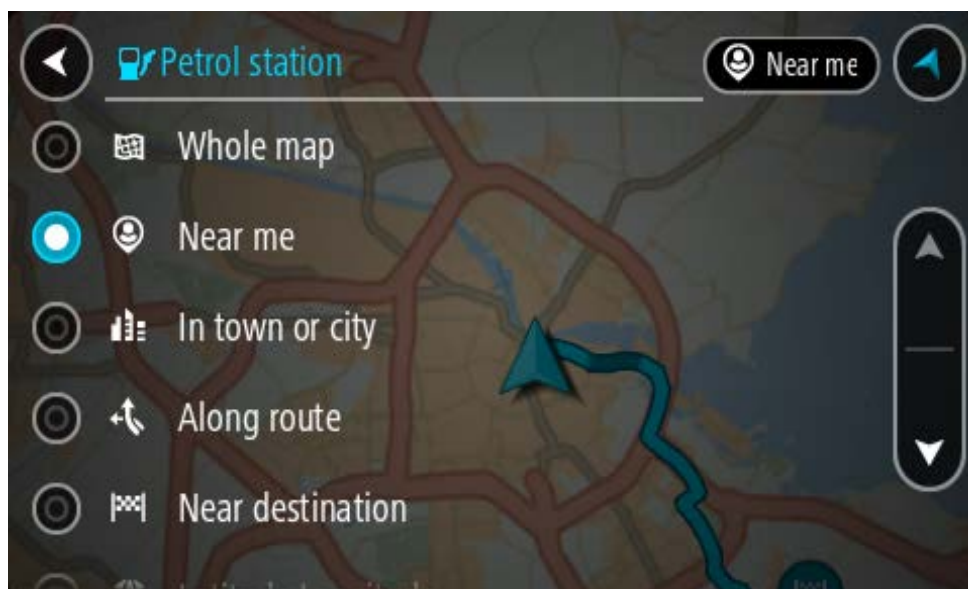 Petrol station
Near me
Whole map
Near me
In town or city
Along route
Near destination